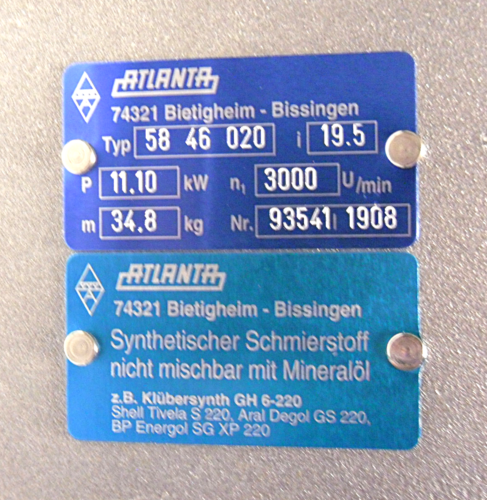 ATLANTA
74321 Bietigheim - Bissingen
Typ 58 46 020 i 19.5
P 11.10 kW n₁ 3000 U/min
m 34.8 kg Nr. 93541 1908
ATLANTA
74321 Bietigheim - Bissingen
Synthetischer Schmierstoff
nicht mischbar mit Mineralöl
z.B. Klübersynth GH 6-220
Shell Tivela S 220, Aral Degol GS 220,
BP Energol SG XP 220